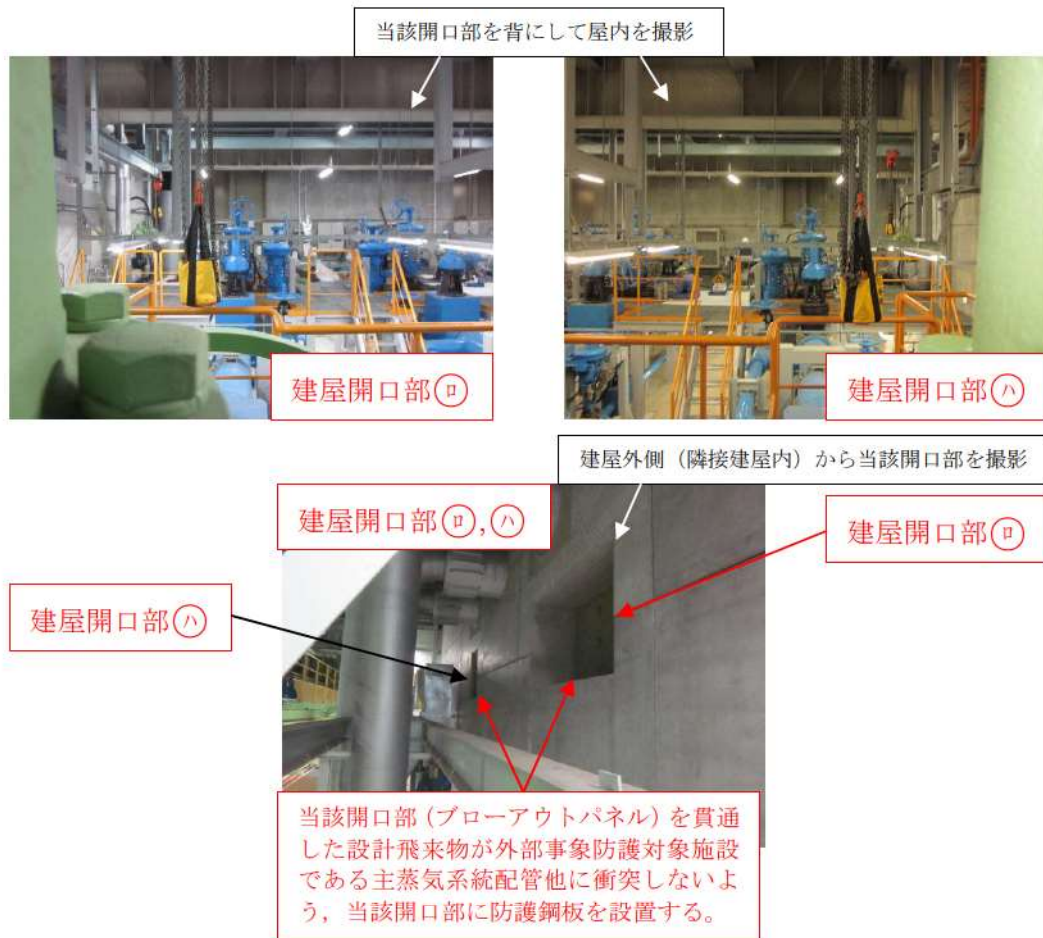 当該開口部を背にして屋内を撮影
建屋開口部㋺
建屋開口部㋩
建屋外側（隣接建屋内）から当該開口部を撮影
建屋開口部㋺,㋩
建屋開口部㋺
建屋開口部㋩
当該開口部（ブローアウトパネル）を貫通
した設計飛来物が外部事象防護対象施設
である主蒸気系統配管他に衝突しないよ
う，当該開口部に防護鋼板を設置する。